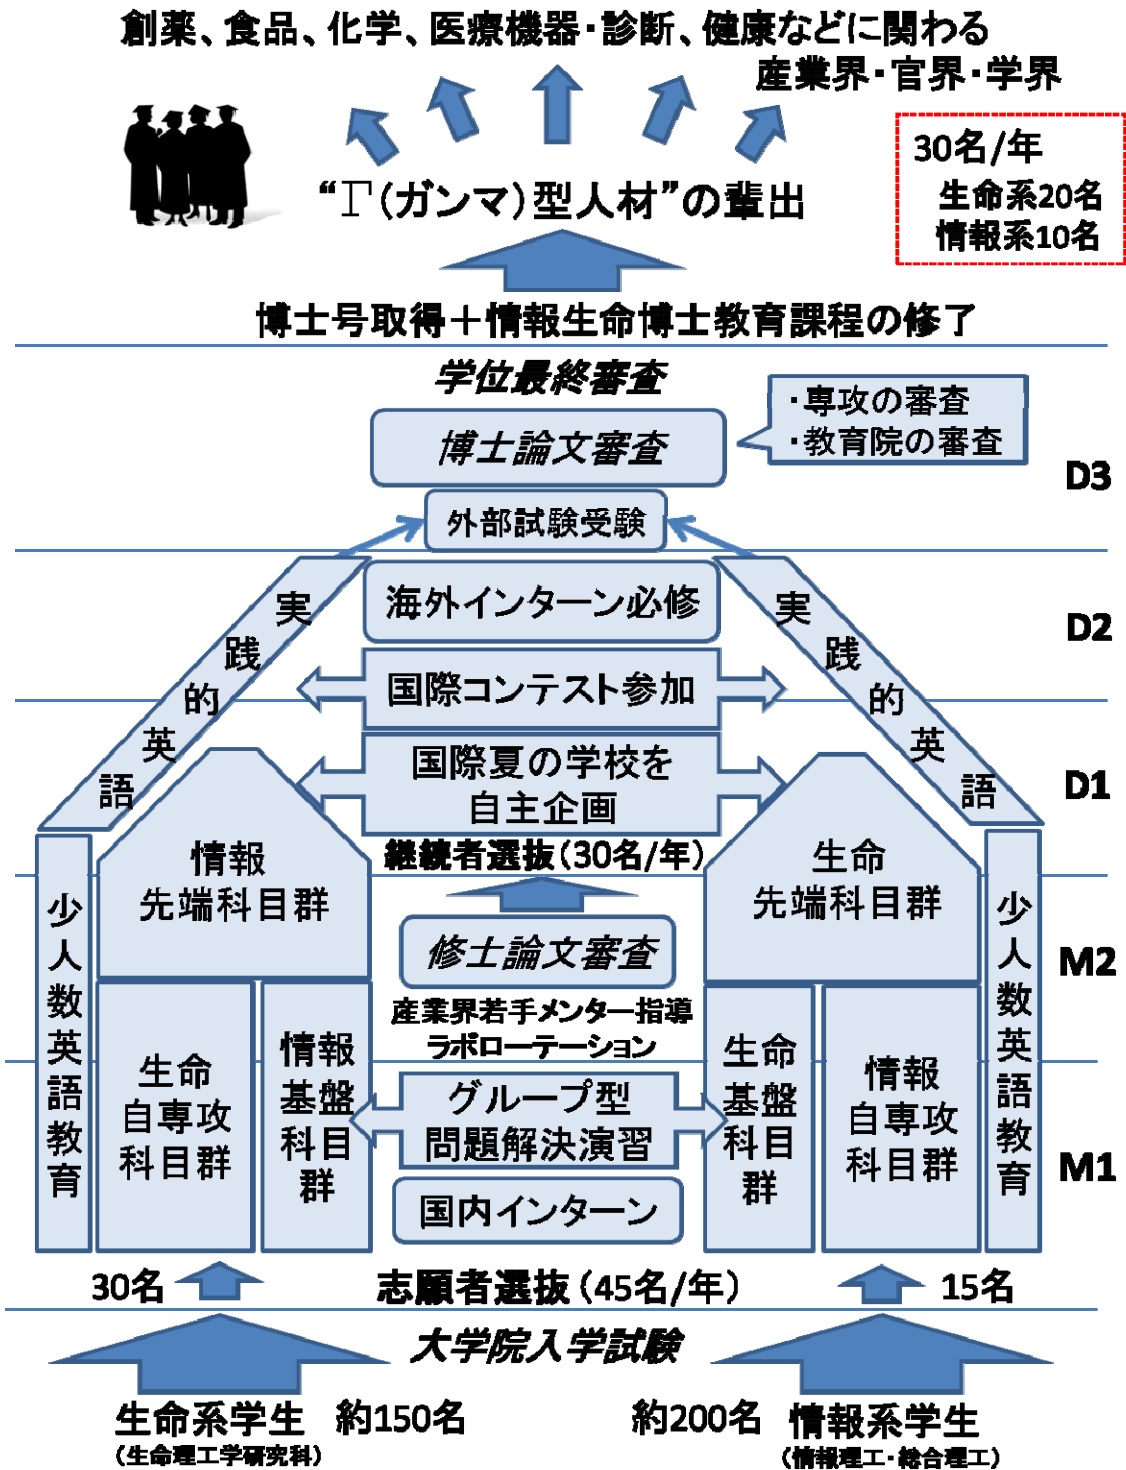 創薬、食品、化学、医療機器・診断、健康などに関わる
産業界・官界・学界
30名/年
生命系20名
情報系10名
“Γ(ガンマ)型人材”の輩出
博士号取得＋情報生命博士教育課程の修了
学位最終審査
・専攻の審査
・教育院の審査
博士論文審査
D3
外部試験受験
海外インターン必修
実践的英語
実践的英語
D2
国際コンテスト参加
国際夏の学校を
自主企画
D1
継続者選抜(30名/年)
情報
先端科目群
生命
先端科目群
少人数英語教育
少人数英語教育
修士論文審査
M2
産業界若手メンター指導
ラボローテーション
生命
自専攻
科目群
情報
基盤
科目
群
グループ型
問題解決演習
生命
基盤
科目
群
情報
自専攻
科目群
M1
国内インターン
30名
志願者選抜(45名/年)
15名
大学院入学試験
生命系学生
約150名
約200名
情報系学生
(生命理工学研究科)
(情報理工・総合理工)